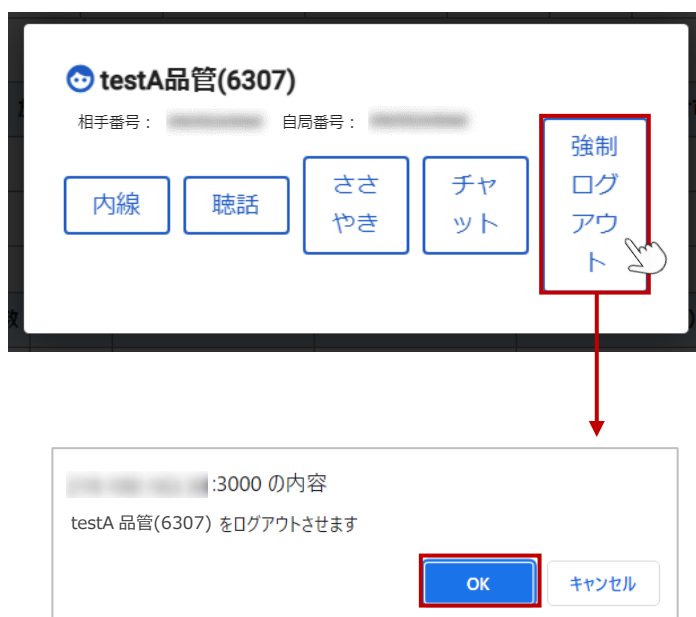 testA品管(6307)
相手番号： 自局番号：
内線
聴話
ささ
やき
チャ
ット
強制
ログ
アウ
ト
数
:3000 の内容
testA 品管(6307) をログアウトさせます
OK
キャンセル